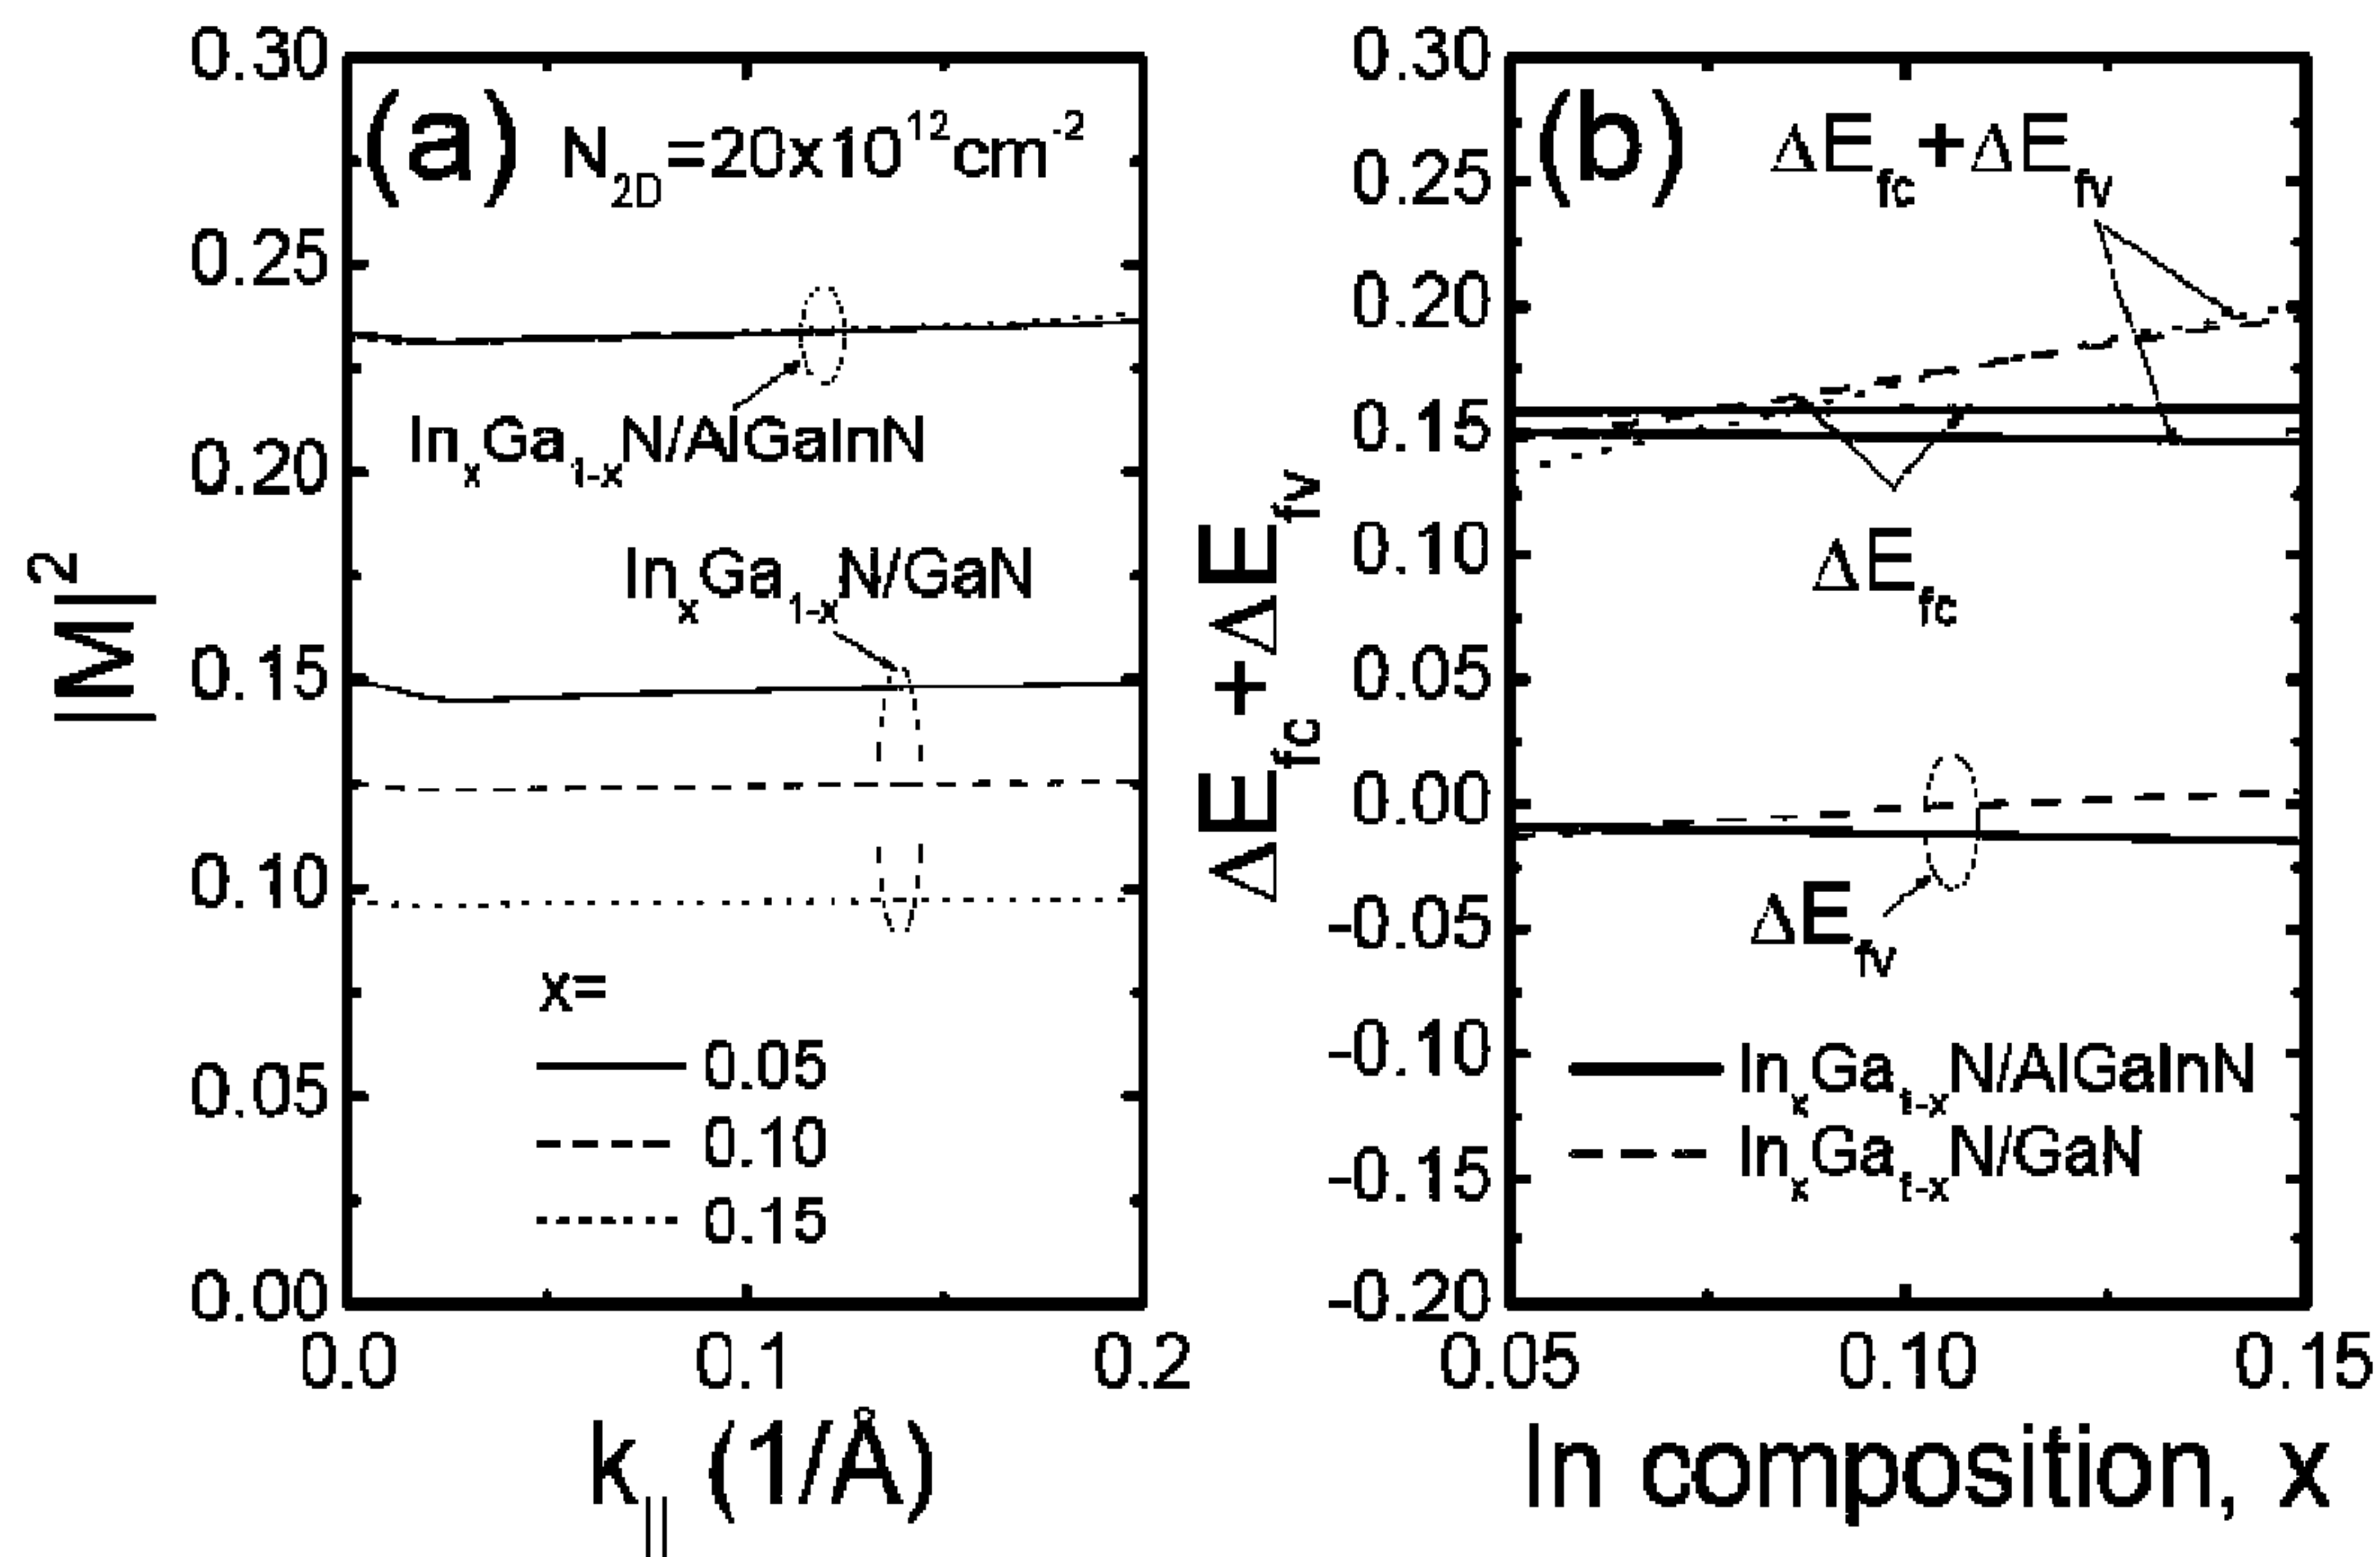 (a) N2D=20x10^12cm^-2
0.30
0.25
0.20
0.15
0.10
0.05
0.00
|M|^2
InxGa1-xN/AlGaInN
InxGa1-xN/GaN
x=
0.05
0.10
0.15
0.0 0.1 0.2
k|| (1/Å)
(b) ΔEfc+ΔEfv
0.30
0.25
0.20
0.15
0.10
0.05
0.00
-0.05
-0.10
-0.15
-0.20
ΔEfc+ΔEfv
ΔEfc
ΔEfv
InxGa1-xN/AlGaInN
InxGa1-xN/GaN
0.05 0.10 0.15
In composition, x